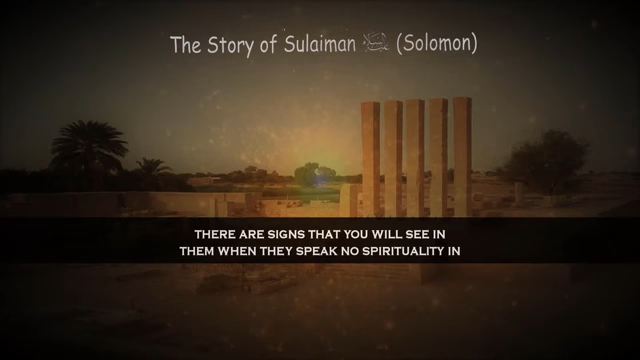 The Story of Sulaiman (Solomon)
THERE ARE SIGNS THAT YOU WILL SEE IN
THEM WHEN THEY SPEAK NO SPIRITUALITY IN